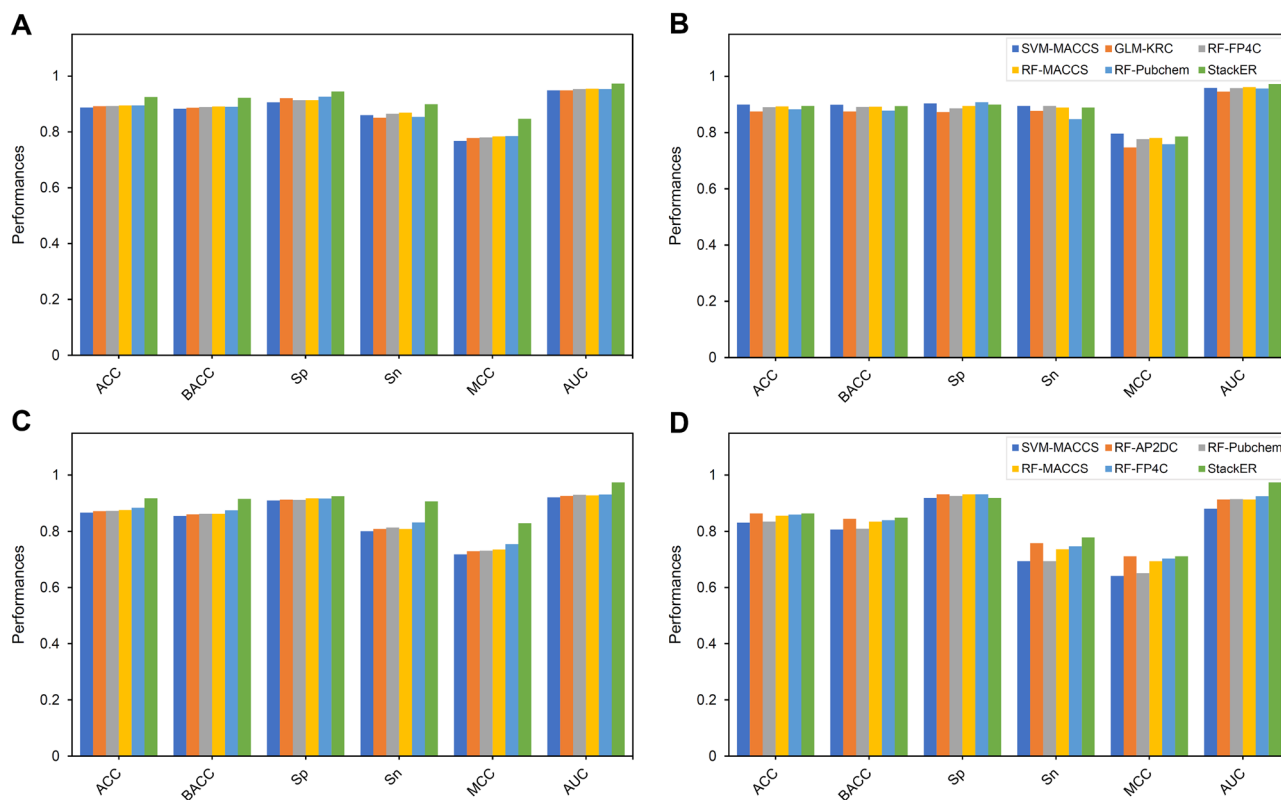 A
Performances
1
0.8
0.6
0.4
0.2
0
ACC
BACC
Sp
Sn
MCC
AUC
B
SVM-MACCS GLM-KRC RF-FP4C
RF-MACCS RF-Pubchem StackER
Performances
1
0.8
0.6
0.4
0.2
0
ACC
BACC
Sp
Sn
MCC
AUC
C
Performances
1
0.8
0.6
0.4
0.2
0
ACC
BACC
Sp
Sn
MCC
AUC
D
SVM-MACCS RF-AP2DC RF-Pubchem
RF-MACCS RF-FP4C StackER
Performances
1
0.8
0.6
0.4
0.2
0
ACC
BACC
Sp
Sn
MCC
AUC